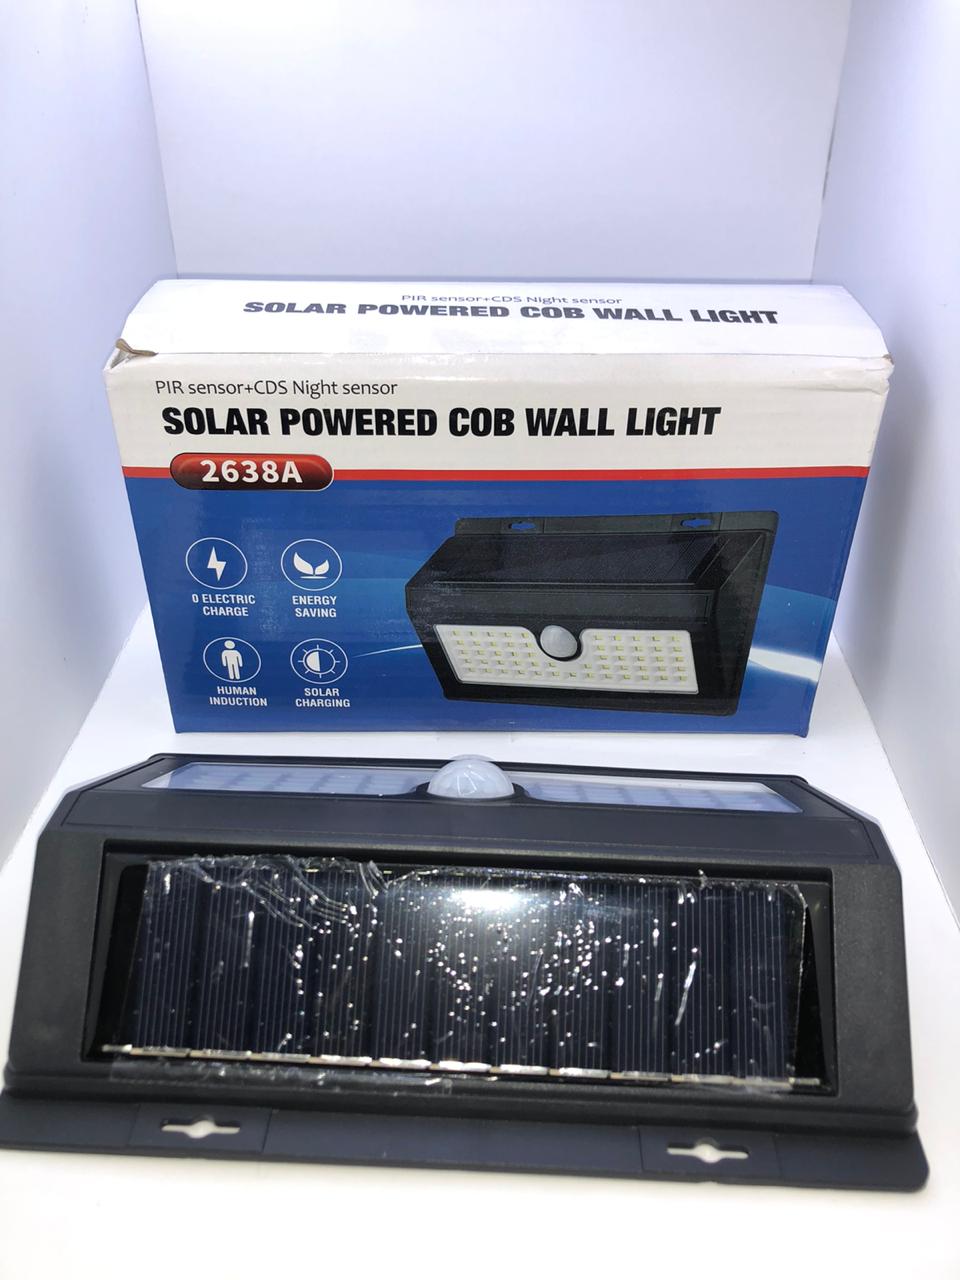 PIR sensor+CDS Night sensor
SOLAR POWERED COB WALL LIGHT
PIR sensor+CDS Night sensor
SOLAR POWERED COB WALL LIGHT
2638A
0 ELECTRIC
CHARGE
ENERGY
SAVING
HUMAN
INDUCTION
SOLAR
CHARGING